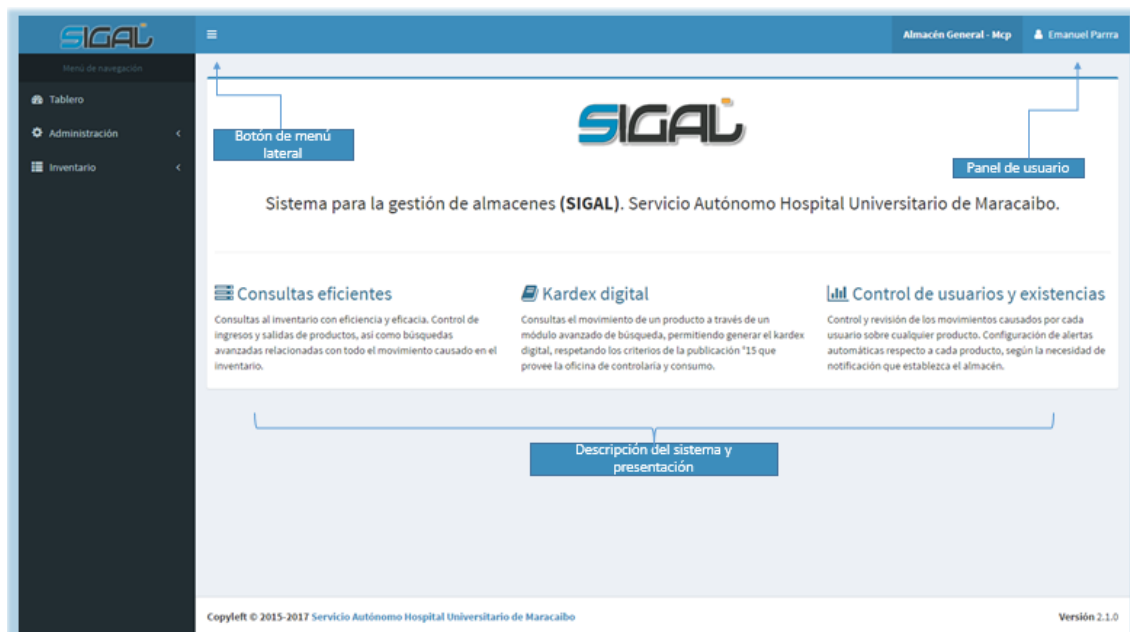 SIGAL
Almacén General - Mcp
Emanuel Parrra
Menú de navegación
Tablero
Administración
Inventario
Botón de menú
lateral
SIGAL
Panel de usuario
Sistema para la gestión de almacenes (SIGAL). Servicio Autónomo Hospital Universitario de Maracaibo.
Consultas eficientes
Consultas al inventario con eficiencia y eficacia. Control de
ingresos y salidas de productos, así como búsquedas
avanzadas relacionadas con todo el movimiento causado en el
inventario.
Kardex digital
Consultas el movimiento de un producto a través de un
módulo avanzado de búsqueda, permitiendo generar el kardex
digital, respetando los criterios de la publicación °15 que
provee la oficina de controlaría y consumo.
Control de usuarios y existencias
Control y revisión de los movimientos causados por cada
usuario sobre cualquier producto. Configuración de alertas
automáticas respecto a cada producto, según la necesidad de
notificación que establezca el almacén.
Descripción del sistema y
presentación
Copyleft © 2015-2017 Servicio Autónomo Hospital Universitario de Maracaibo
Versión 2.1.0